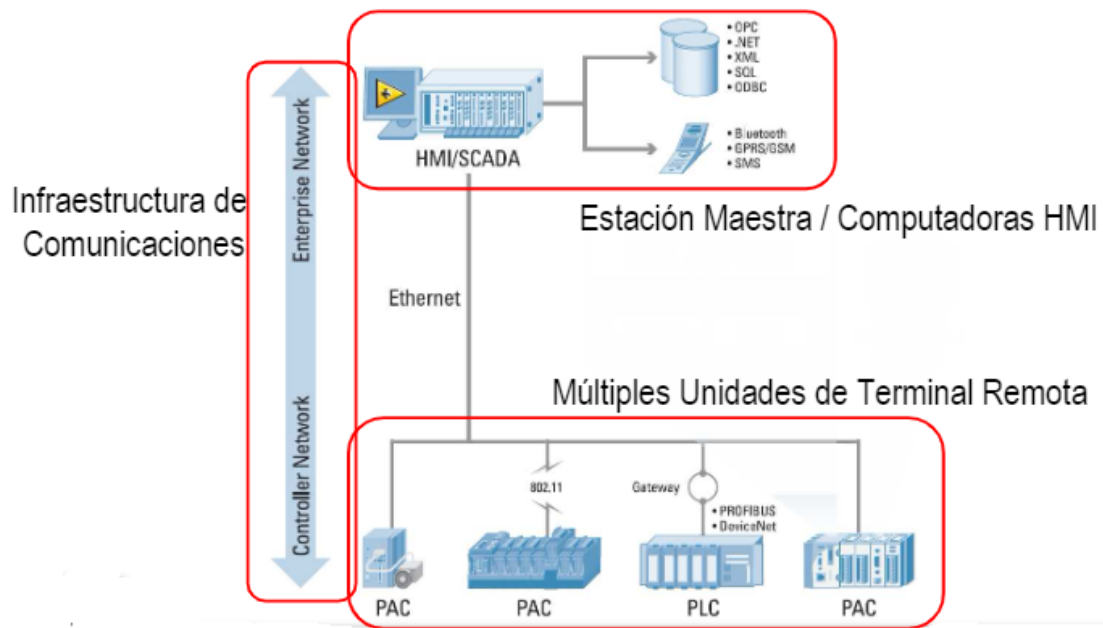 • OPC
• .NET
• XML
• SQL
• ODBC
HMI/SCADA
• Bluetooth
• GPRS/GSM
• SMS
Enterprise Network
Infraestructura de
Comunicaciones
Estación Maestra / Computadoras HMI
Ethernet
Múltiples Unidades de Terminal Remota
Controller Network
802.11
Gateway
• PROFIBUS
• DeviceNet
PAC
PAC
PLC
PAC